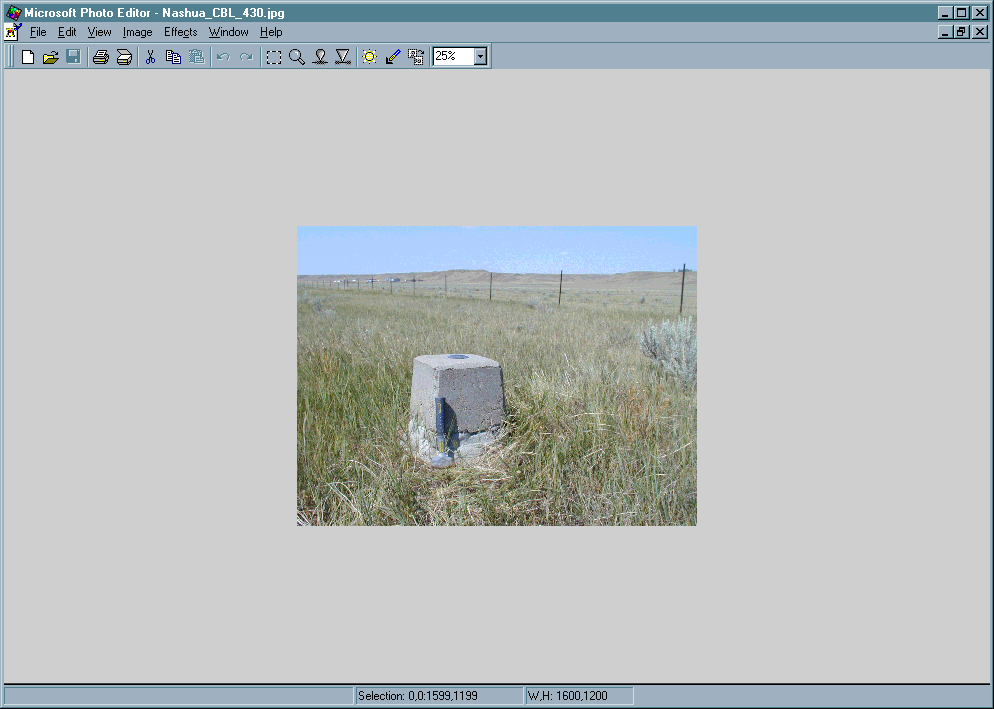 Microsoft Photo Editor - Nashua_CBL_430.jpg
File Edit View Image Effects Window Help
25%
Selection: 0,0:1599,1199 W,H: 1600,1200